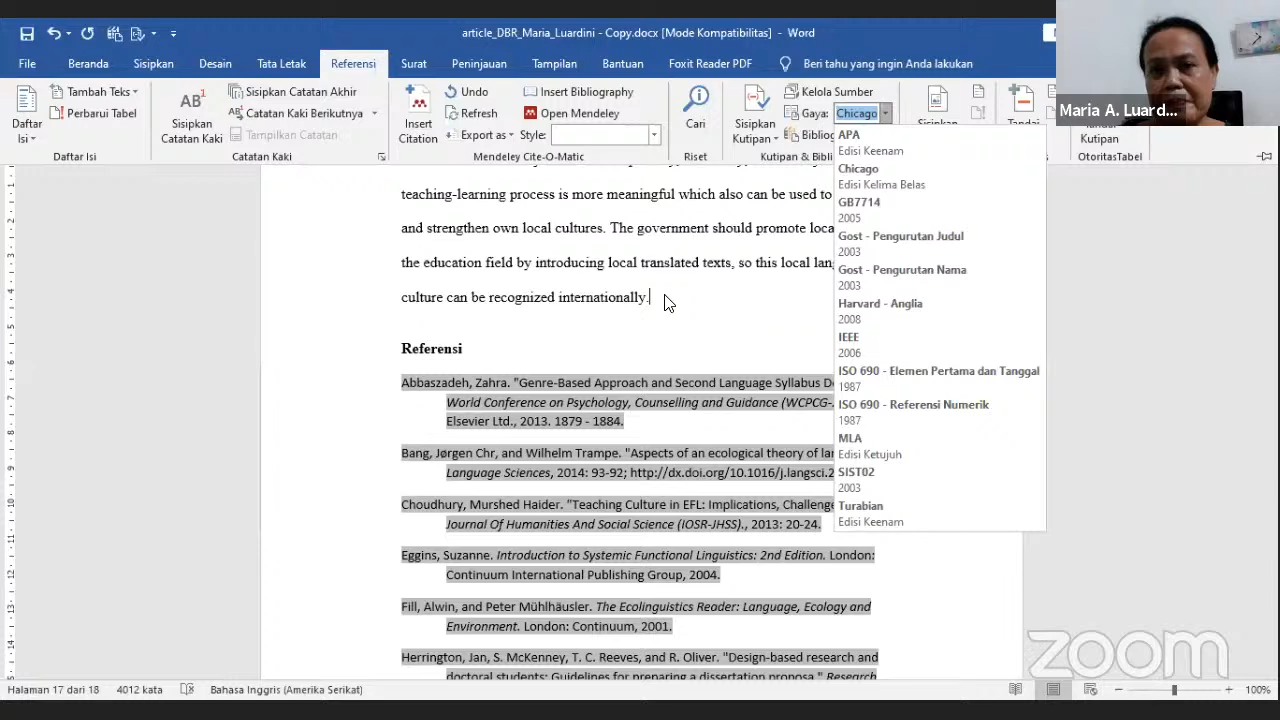 article_DBR_Maria_Luardini - Copy.docx [Mode Kompatibilitas] - Word
File Beranda Sisipkan Desain Tata Letak Referensi Surat Peninjauan Tampilan Bantuan Foxit Reader PDF Beri tahu yang ingin Anda lakukan
Maria A. Luard...
Daftar Isi
Tambah Teks
Perbarui Tabel
Daftar Isi
AB1
Sisipkan Catatan Kaki
Sisipkan Catatan Akhir
Catatan Kaki Berikutnya
Tampilkan Catatan
Catatan Kaki
Insert Citation
Undo
Refresh
Export as
Insert Bibliography
Open Mendeley
Style:
Mendeley Cite-O-Matic
Cari
Riset
Sisipkan Kutipan
Kelola Sumber
Gaya: Chicago
Kutipan
OtoritasTabel
APA
Edisi Keenam
Chicago
Edisi Kelima Belas
GB7714
2005
Gost - Pengurutan Judul
2003
Gost - Pengurutan Nama
2003
Harvard - Anglia
2008
IEEE
2006
ISO 690 - Elemen Pertama dan Tanggal
1987
ISO 690 - Referensi Numerik
1987
MLA
Edisi Ketujuh
SIST02
2003
Turabian
Edisi Keenam
teaching-learning process is more meaningful which also can be used to
and strengthen own local cultures. The government should promote loca
the education field by introducing local translated texts, so this local lan
culture can be recognized internationally.
Referensi
Abbaszadeh, Zahra. "Genre-Based Approach and Second Language Syllabus De
World Conference on Psychology, Counselling and Guidance (WCPCG-
Elsevier Ltd., 2013. 1879 - 1884.
Bang, Jørgen Chr, and Wilhelm Trampe. "Aspects of an ecological theory of lan
Language Sciences, 2014: 93-92; http://dx.doi.org/10.1016/j.langsci.2
Choudhury, Murshed Haider. "Teaching Culture in EFL: Implications, Challenge
Journal Of Humanities And Social Science (IOSR-JHSS)., 2013: 20-24.
Eggins, Suzanne. Introduction to Systemic Functional Linguistics: 2nd Edition. London:
Continuum International Publishing Group, 2004.
Fill, Alwin, and Peter Mühlhäusler. The Ecolinguistics Reader: Language, Ecology and
Environment. London: Continuum, 2001.
Herrington, Jan, S. McKenney, T. C. Reeves, and R. Oliver. "Design-based research and
doctoral students: Guidelines for preparing a dissertation proposa." Research
zoom
Halaman 17 dari 18 4012 kata Bahasa Inggris (Amerika Serikat) 100%